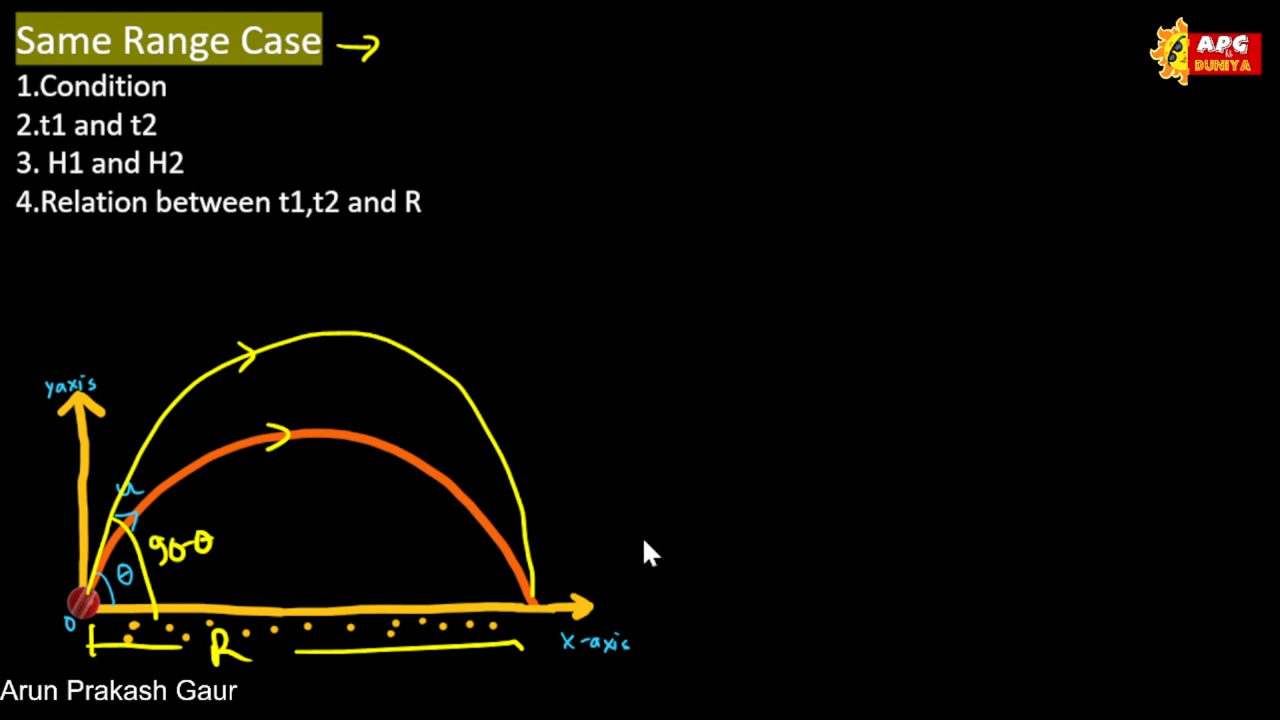 Same Range Case
1.Condition
2.t1 and t2
3. H1 and H2
4.Relation between t1,t2 and R
APG
DUNIYA
yaxis
u
90-θ
θ
O
R
x-axis
Arun Prakash Gaur